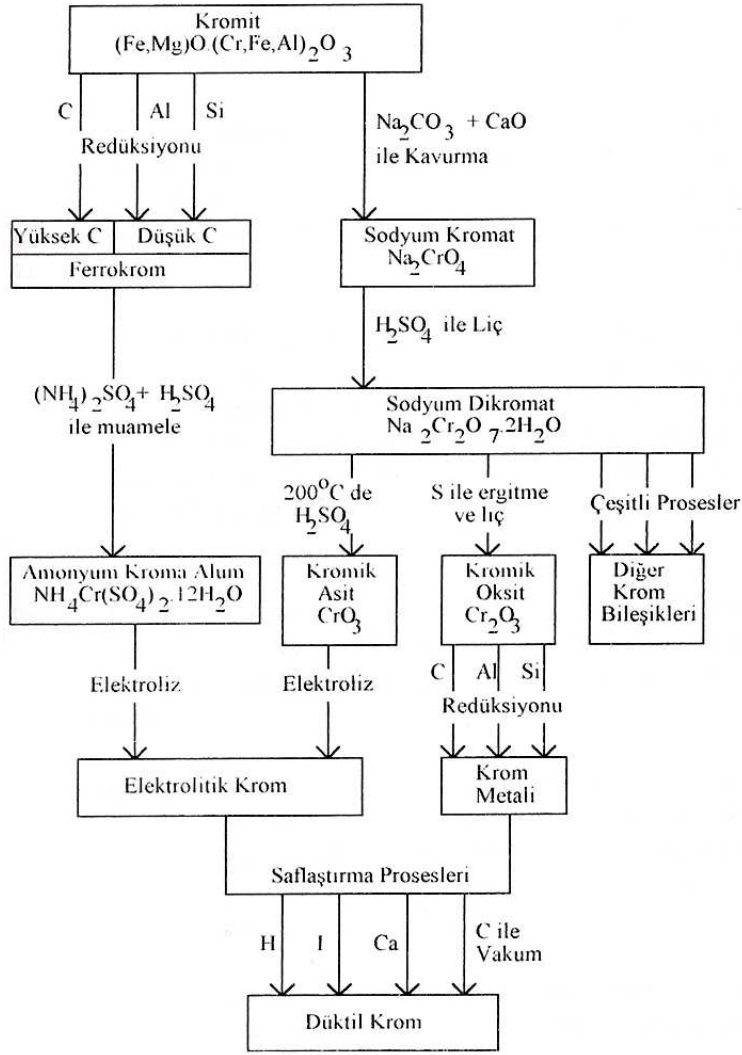 Kromit
(Fe,Mg)O.(Cr,Fe,Al)2O3
C Al Si
Redüksiyonu
Na2CO3 + CaO
ile Kavurma
Yüksek C Düşük C
Ferrokrom
Sodyum Kromat
Na2CrO4
H2SO4 ile Liç
(NH4)2SO4+ H2SO4
ile muamele
Sodyum Dikromat
Na2Cr2O7.2H2O
200°C de
H2SO4
S ile ergitme
ve lıç
Çeşitli Prosesler
Amonyum Kroma Alum
NH4Cr(SO4)2.12H2O
Kromik
Asit
CrO3
Kromik
Oksit
Cr2O3
Diğer
Krom
Bileşikleri
Elektroliz
Elektroliz
C Al Si
Redüksiyonu
Elektrolitik Krom
Krom
Metali
Saflaştırma Prosesleri
H I Ca
C ile
Vakum
Düktil Krom